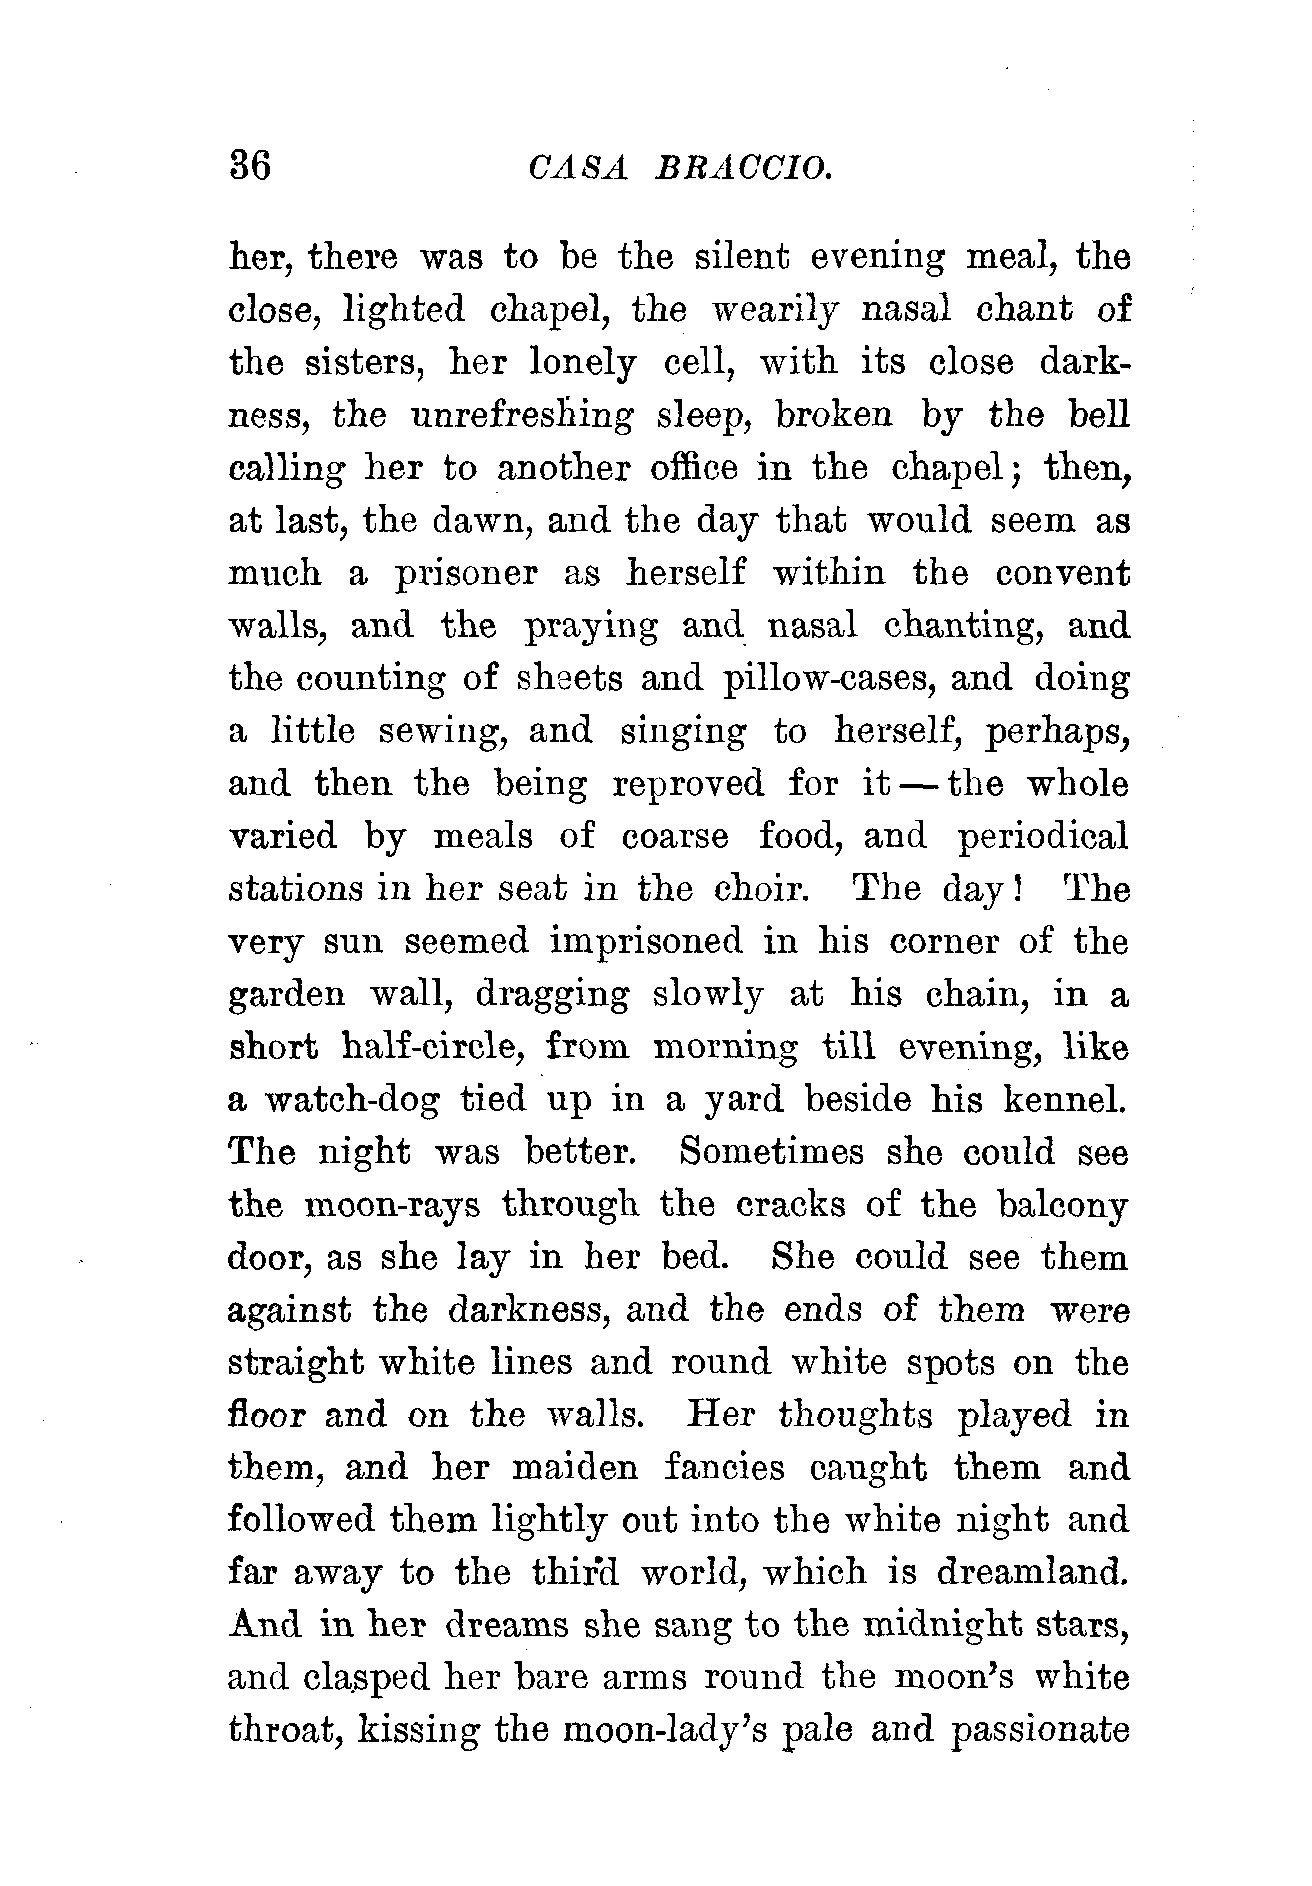 36 CASA BRACCIO.
her, there was to be the silent evening meal, the
close, lighted chapel, the wearily nasal chant of
the sisters, her lonely cell, with its close dark-
ness, the unrefreshing sleep, broken by the bell
calling her to another office in the chapel; then,
at last, the dawn, and the day that would seem as
much a prisoner as herself within the convent
walls, and the praying and nasal chanting, and
the counting of sheets and pillow-cases, and doing
a little sewing, and singing to herself, perhaps,
and then the being reproved for it — the whole
varied by meals of coarse food, and periodical
stations in her seat in the choir. The day! The
very sun seemed imprisoned in his corner of the
garden wall, dragging slowly at his chain, in a
short half-circle, from morning till evening, like
a watch-dog tied up in a yard beside his kennel.
The night was better. Sometimes she could see
the moon-rays through the cracks of the balcony
door, as she lay in her bed. She could see them
against the darkness, and the ends of them were
straight white lines and round white spots on the
floor and on the walls. Her thoughts played in
them, and her maiden fancies caught them and
followed them lightly out into the white night and
far away to the third world, which is dreamland.
And in her dreams she sang to the midnight stars,
and clasped her bare arms round the moon's white
throat, kissing the moon-lady's pale and passionate